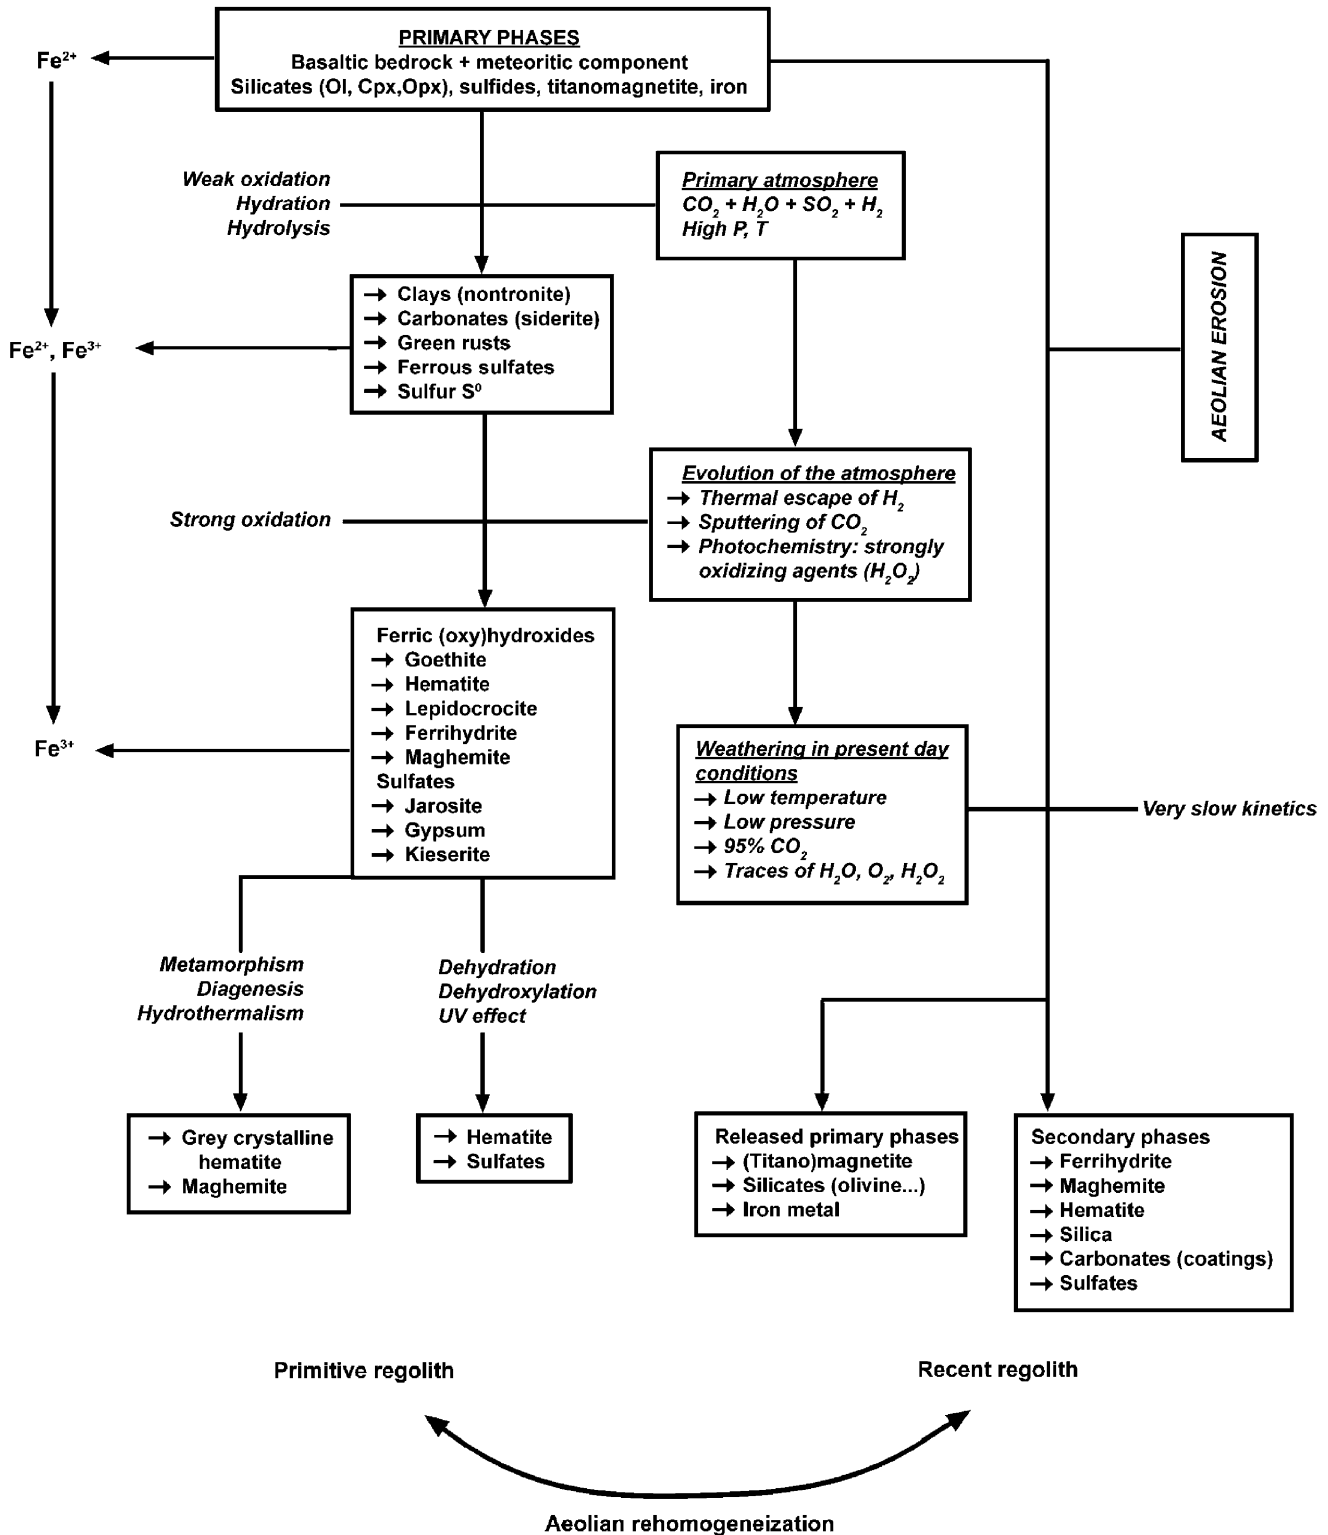 PRIMARY PHASES
Basaltic bedrock + meteoritic component
Silicates (Ol, Cpx,Opx), sulfides, titanomagnetite, iron
Fe²⁺
Weak oxidation
Hydration
Hydrolysis
Primary atmosphere
CO₂ + H₂O + SO₂ + H₂
High P, T
AEOLIAN EROSION
→ Clays (nontronite)
→ Carbonates (siderite)
→ Green rusts
→ Ferrous sulfates
→ Sulfur S⁰
Fe²⁺, Fe³⁺
Strong oxidation
Evolution of the atmosphere
→ Thermal escape of H₂
→ Sputtering of CO₂
→ Photochemistry: strongly
oxidizing agents (H₂O₂)
Ferric (oxy)hydroxides
→ Goethite
→ Hematite
→ Lepidocrocite
→ Ferrihydrite
→ Maghemite
Sulfates
→ Jarosite
→ Gypsum
→ Kieserite
Fe³⁺
Weathering in present day
conditions
→ Low temperature
→ Low pressure
→ 95% CO₂
→ Traces of H₂O, O₂, H₂O₂
Very slow kinetics
Metamorphism
Diagenesis
Hydrothermalism
Dehydration
Dehydroxylation
UV effect
→ Grey crystalline
hematite
→ Maghemite
→ Hematite
→ Sulfates
Released primary phases
→ (Titano)magnetite
→ Silicates (olivine...)
→ Iron metal
Secondary phases
→ Ferrihydrite
→ Maghemite
→ Hematite
→ Silica
→ Carbonates (coatings)
→ Sulfates
Primitive regolith
Recent regolith
Aeolian rehomogeneization